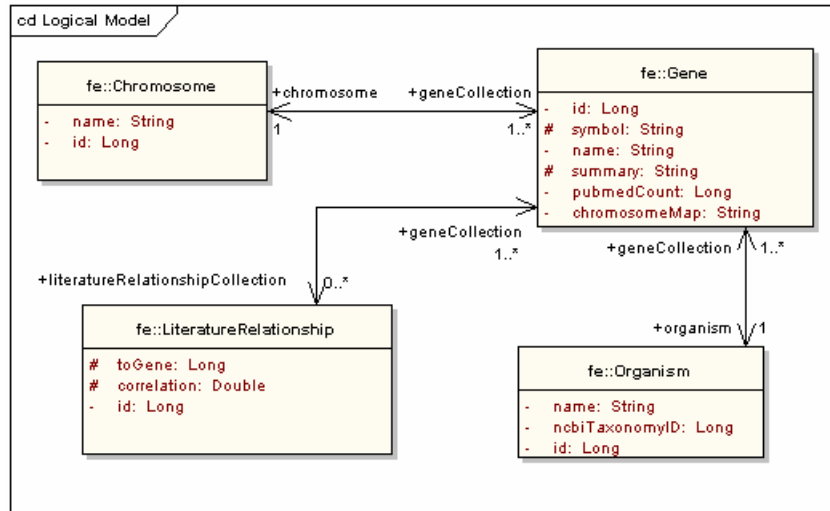 cd Logical Model
fe::Chromosome
- name: String
- id: Long
+chromosome
1
+geneCollection
1..*
fe::Gene
- id: Long
# symbol: String
- name: String
# summary: String
- pubmedCount: Long
- chromosomeMap: String
+geneCollection
1..*
+geneCollection
1..*
+literatureRelationshipCollection
0..*
fe::LiteratureRelationship
# toGene: Long
# correlation: Double
- id: Long
+organism
1
fe::Organism
- name: String
- ncbiTaxonomyID: Long
- id: Long